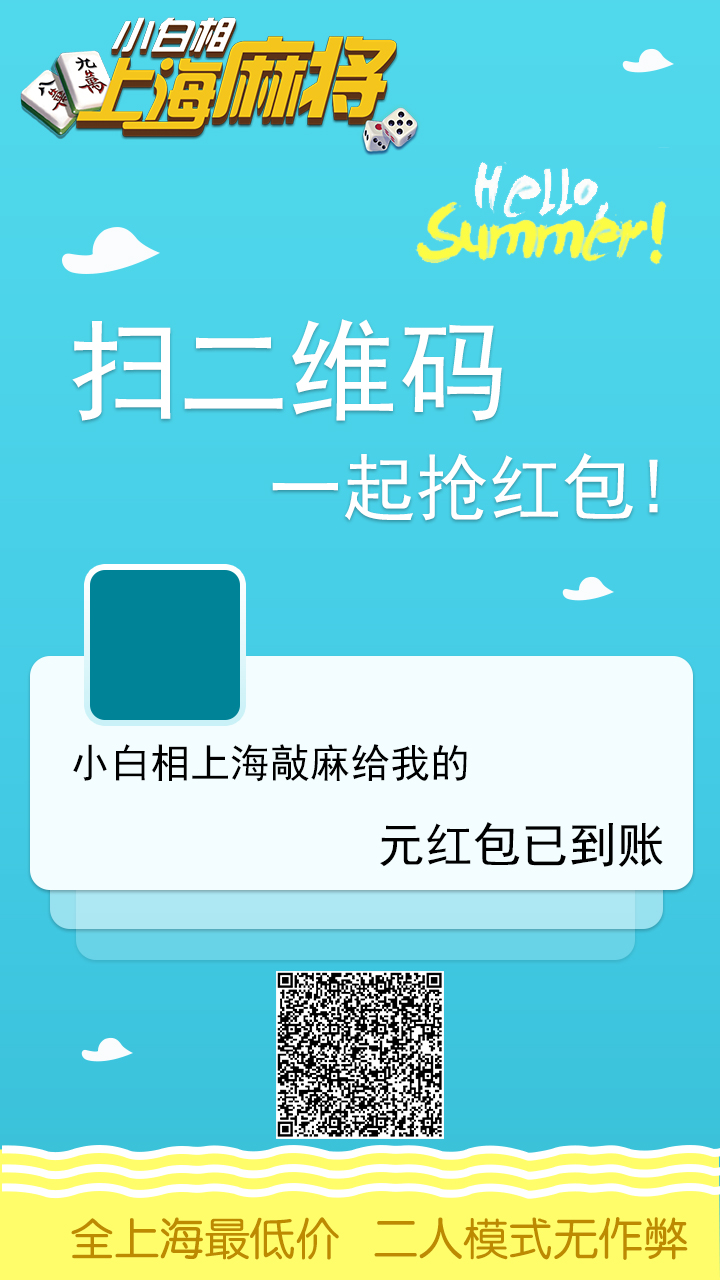 小白相
上海麻将
九萬
八萬
Hello,
Summer!
扫二维码
一起抢红包!
小白相上海敲麻给我的
元红包已到账
全上海最低价 二人模式无作弊